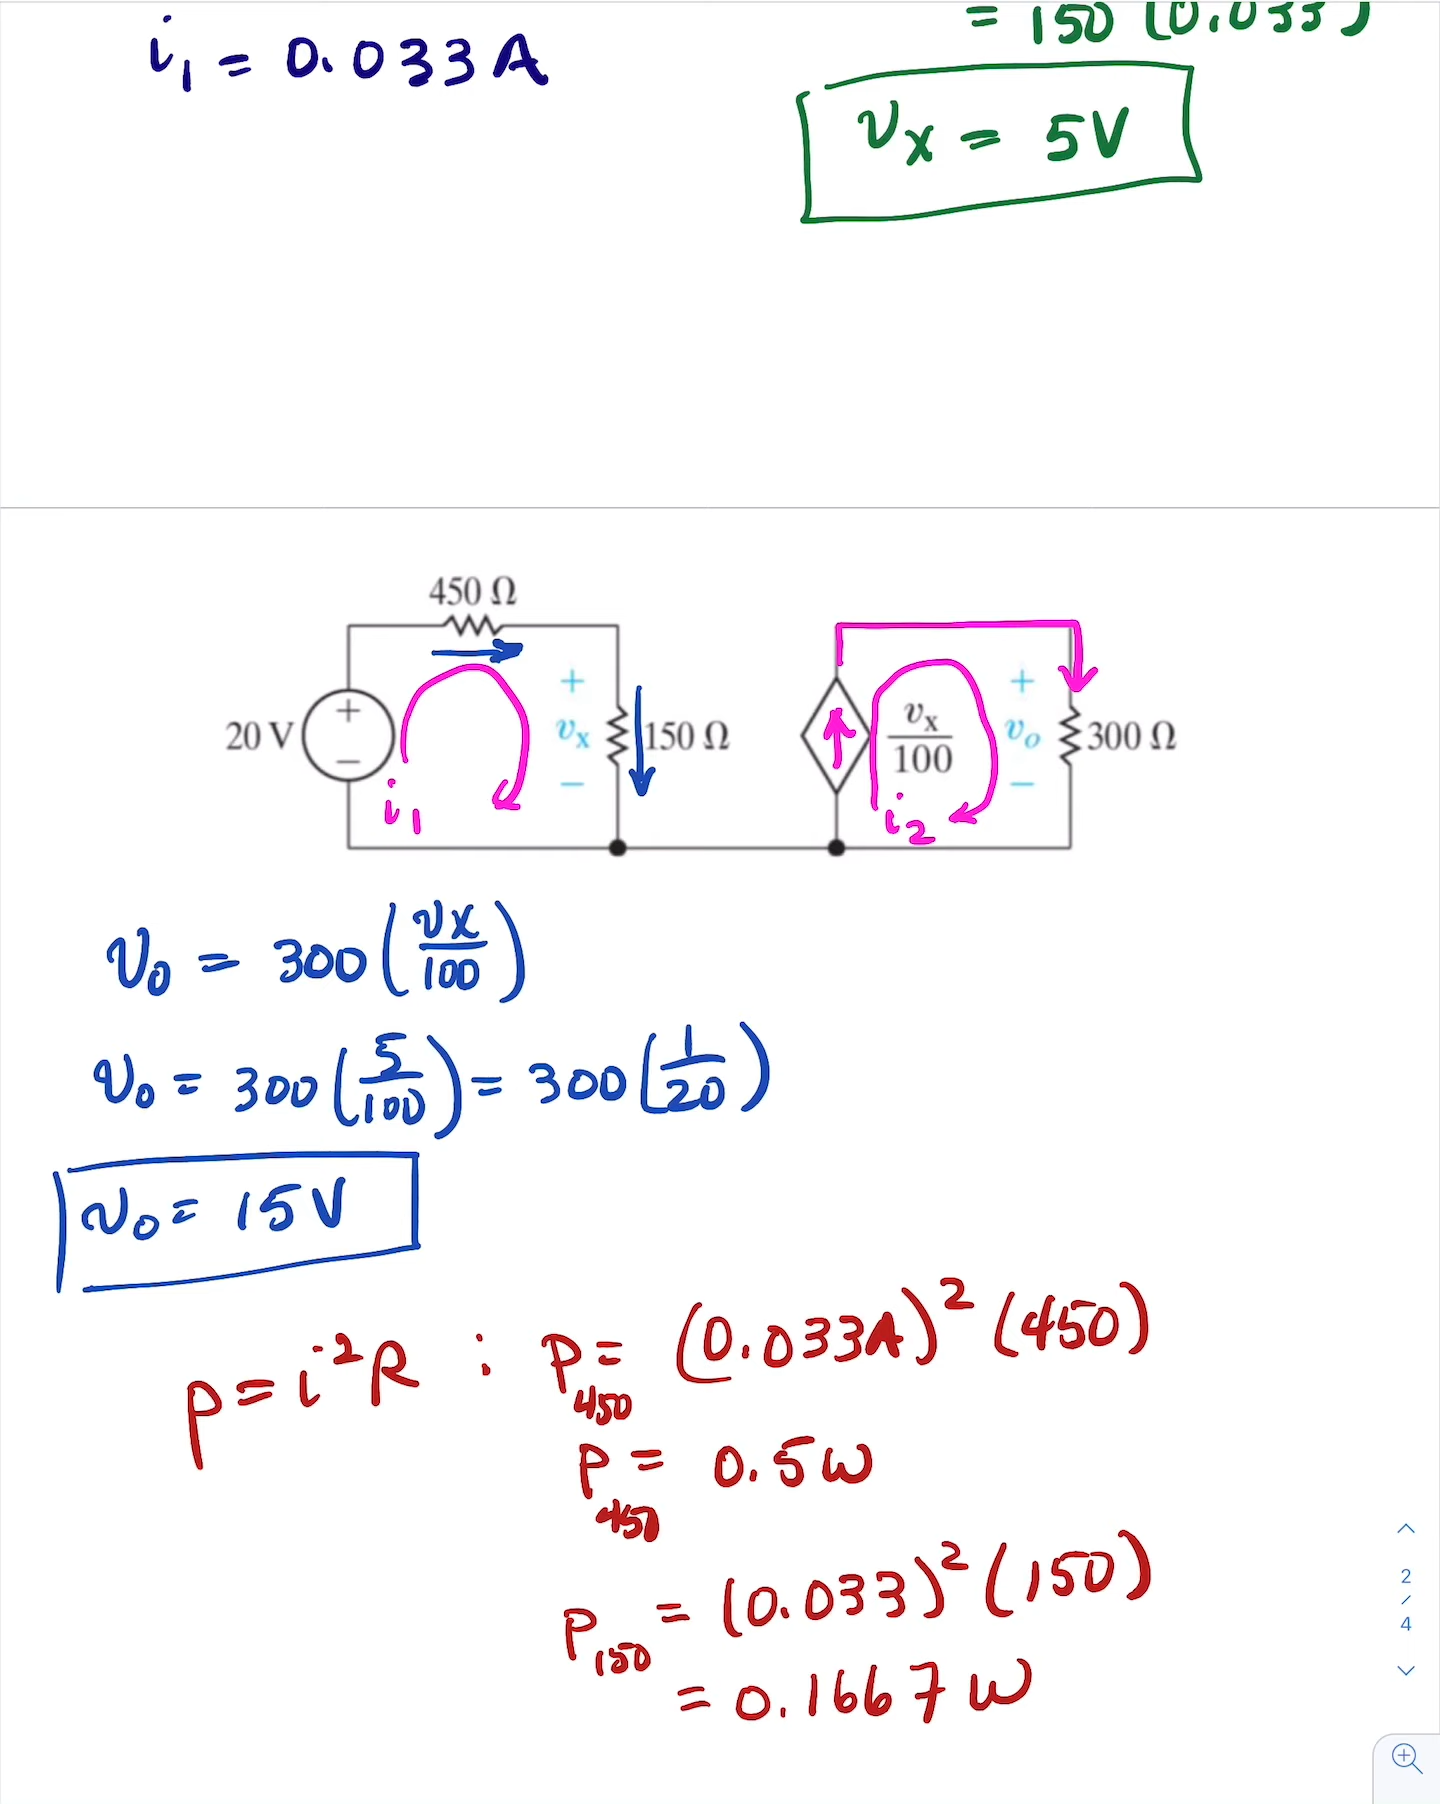 i₁ = 0.033 A
= 150 (0.033)
vx = 5V
450 Ω
20 V
+
−
i₁
+
vx
−
150 Ω
vx/100
i₂
+
vo
−
300 Ω
vo = 300 (vx/100)
vo = 300 (5/100) = 300 (1/20)
vo = 15V
p = i²R : P450 = (0.033A)² (450)
P450 = 0.5W
P150 = (0.033)² (150)
= 0.1667 W
2
/
4